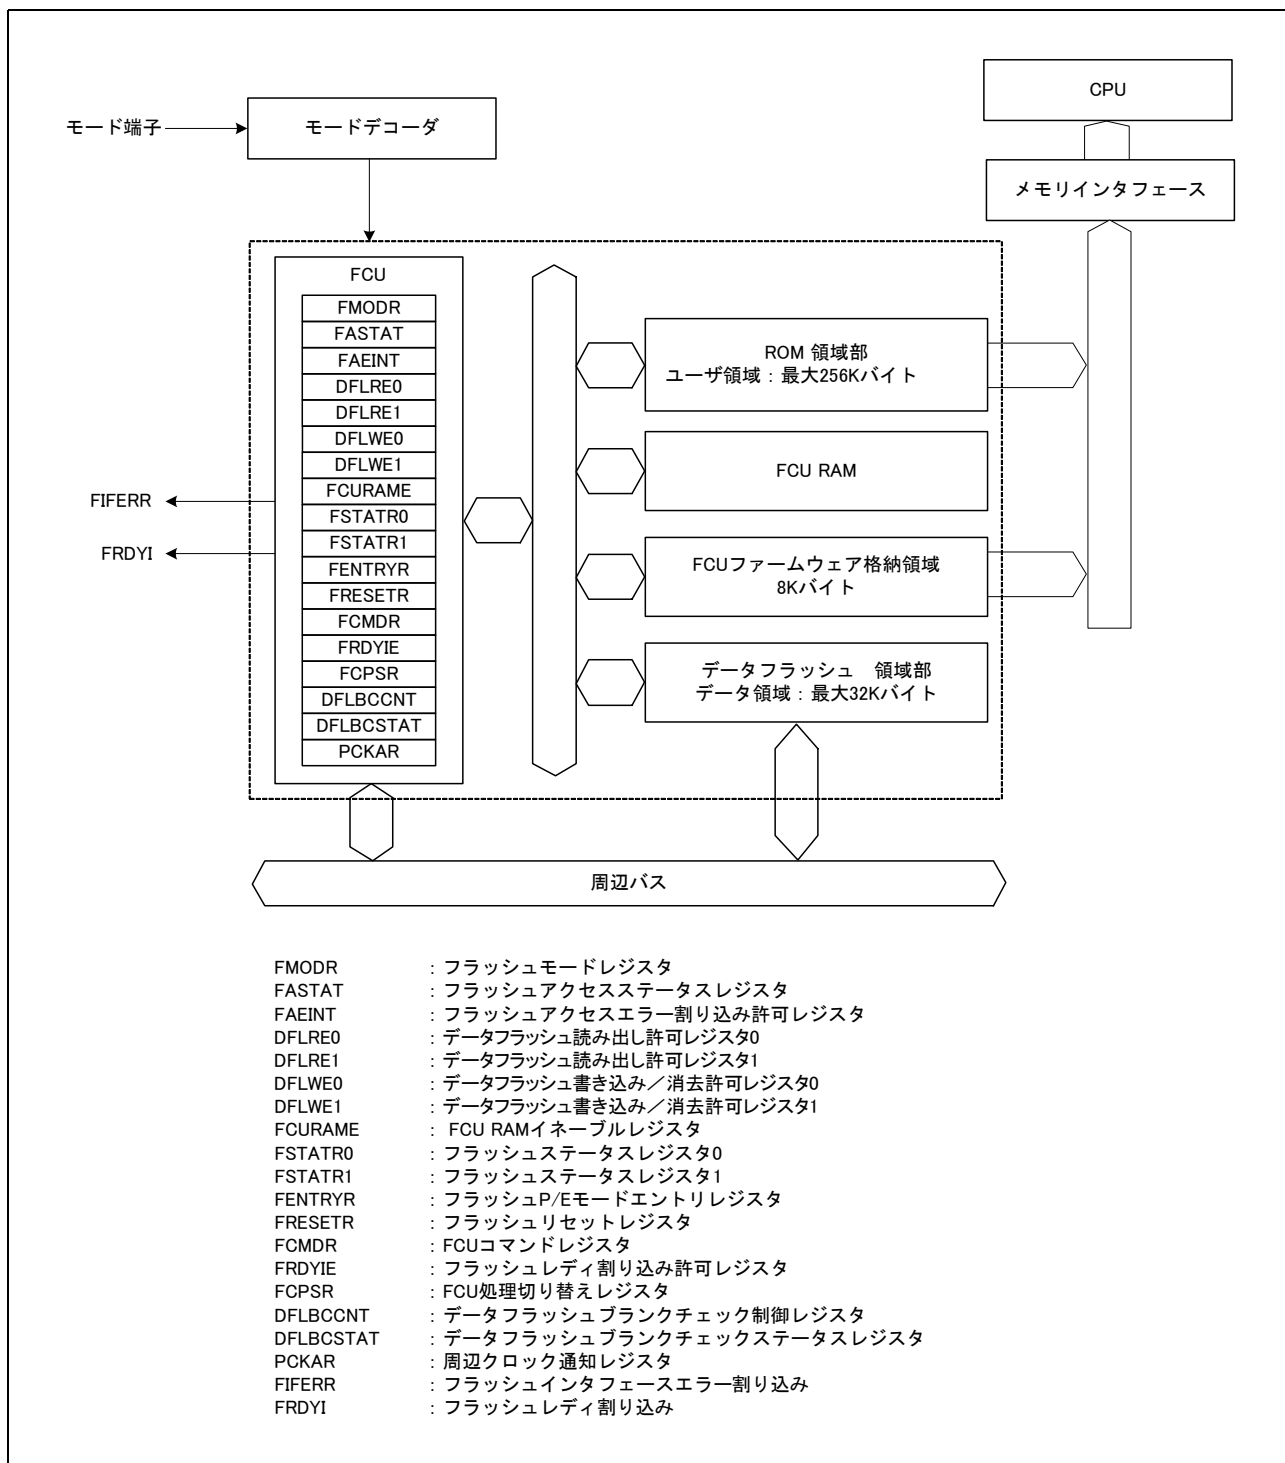 CPU
モード端子
モードデコーダ
メモリインタフェース
FCU
FMODR
FASTAT
FAEINT
DFLRE0
DFLRE1
DFLWE0
DFLWE1
FCURAME
FSTATR0
FSTATR1
FENTRYR
FRESETR
FCMDR
FRDYIE
FCPSR
DFLBCCNT
DFLBCSTAT
PCKAR
FIFERR
FRDYI
ROM 領域部
ユーザ領域：最大256Kバイト
FCU RAM
FCUファームウェア格納領域
8Kバイト
データフラッシュ　領域部
データ領域：最大32Kバイト
周辺バス
FMODR ：フラッシュモードレジスタ
FASTAT ：フラッシュアクセスステータスレジスタ
FAEINT ：フラッシュアクセスエラー割り込み許可レジスタ
DFLRE0 ：データフラッシュ読み出し許可レジスタ0
DFLRE1 ：データフラッシュ読み出し許可レジスタ1
DFLWE0 ：データフラッシュ書き込み／消去許可レジスタ0
DFLWE1 ：データフラッシュ書き込み／消去許可レジスタ1
FCURAME ： FCU RAMイネーブルレジスタ
FSTATR0 ：フラッシュステータスレジスタ0
FSTATR1 ：フラッシュステータスレジスタ1
FENTRYR ：フラッシュP/Eモードエントリレジスタ
FRESETR ：フラッシュリセットレジスタ
FCMDR ：FCUコマンドレジスタ
FRDYIE ：フラッシュレディ割り込み許可レジスタ
FCPSR ：FCU処理切り替えレジスタ
DFLBCCNT ：データフラッシュブランクチェック制御レジスタ
DFLBCSTAT ：データフラッシュブランクチェックステータスレジスタ
PCKAR ：周辺クロック通知レジスタ
FIFERR ：フラッシュインタフェースエラー割り込み
FRDYI ：フラッシュレディ割り込み